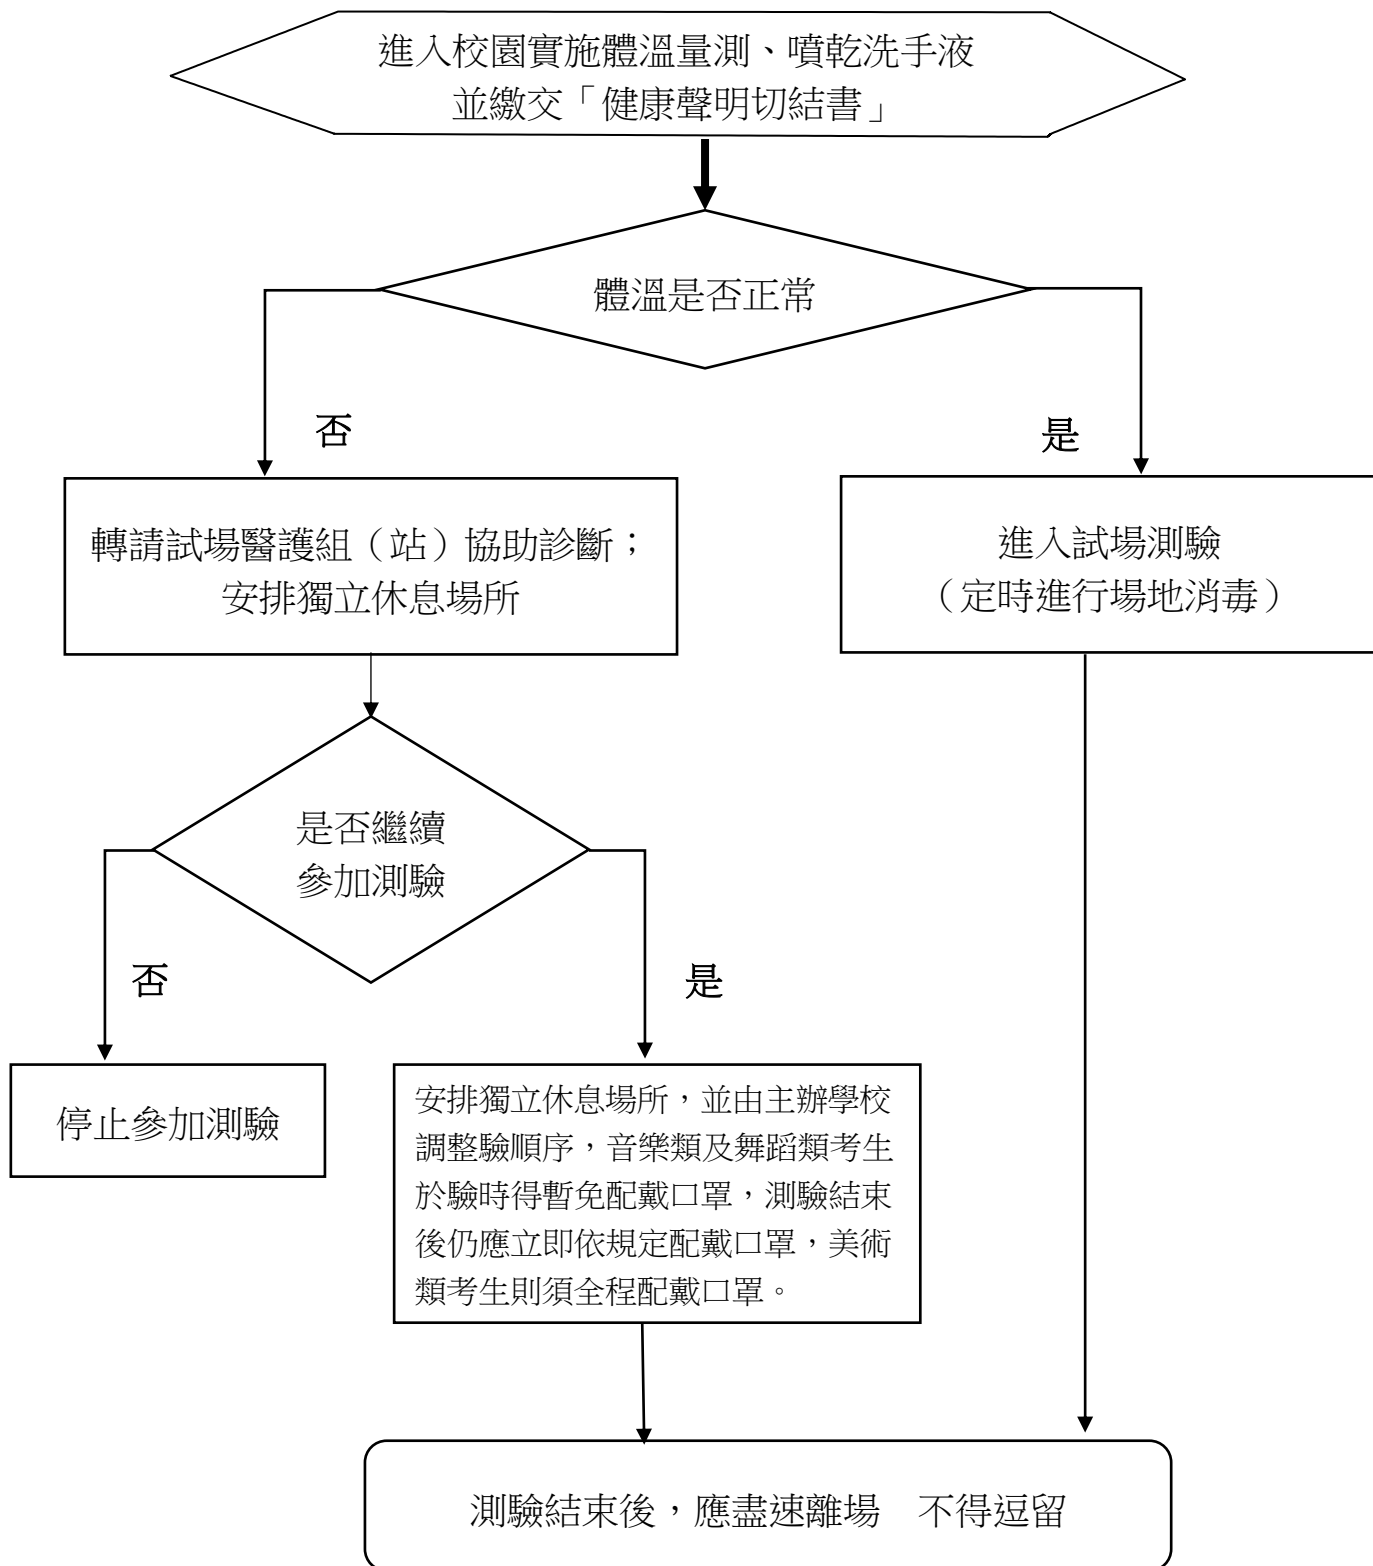 進入校園實施體溫量測、噴乾洗手液
並繳交「健康聲明切結書」
體溫是否正常
否
是
轉請試場醫護組（站）協助診斷；
安排獨立休息場所
進入試場測驗
（定時進行場地消毒）
是否繼續
參加測驗
否
是
停止參加測驗
安排獨立休息場所，並由主辦學校
調整驗順序，音樂類及舞蹈類考生
於驗時得暫免配戴口罩，測驗結束
後仍應立即依規定配戴口罩，美術
類考生則須全程配戴口罩。
測驗結束後，應盡速離場　不得逗留